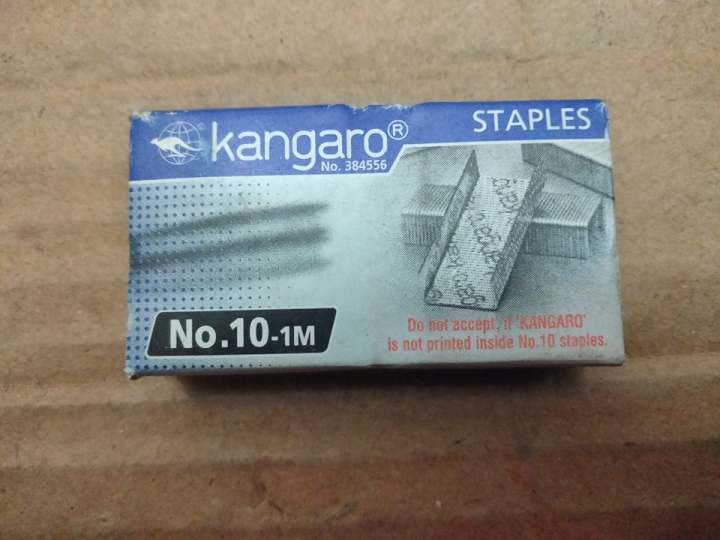 kangaro®
No. 384556
STAPLES
No.10-1M
Do not accept, if 'KANGARO'
is not printed inside No.10 staples.